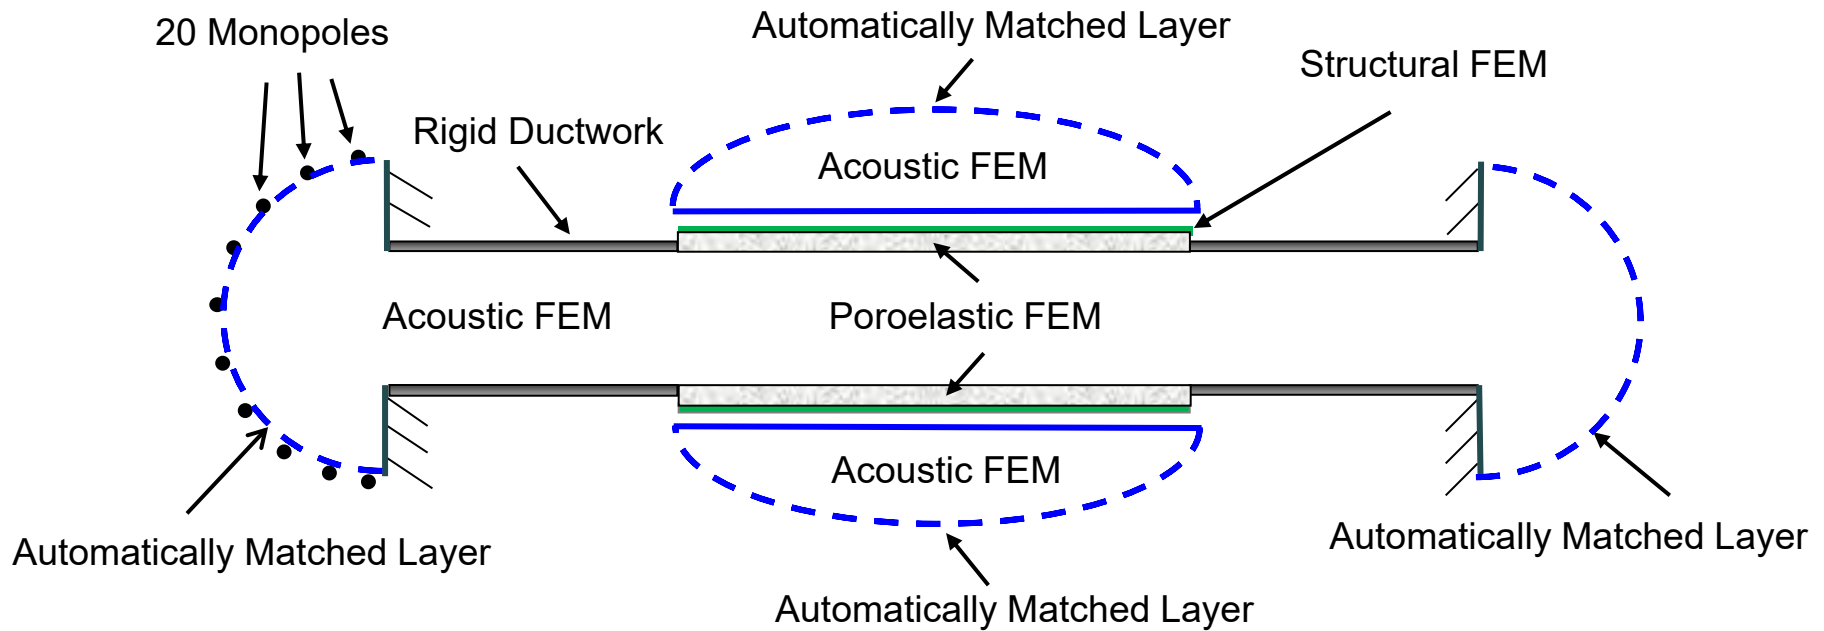 20 Monopoles
Automatically Matched Layer
Structural FEM
Rigid Ductwork
Acoustic FEM
Acoustic FEM
Poroelastic FEM
Acoustic FEM
Automatically Matched Layer
Automatically Matched Layer
Automatically Matched Layer